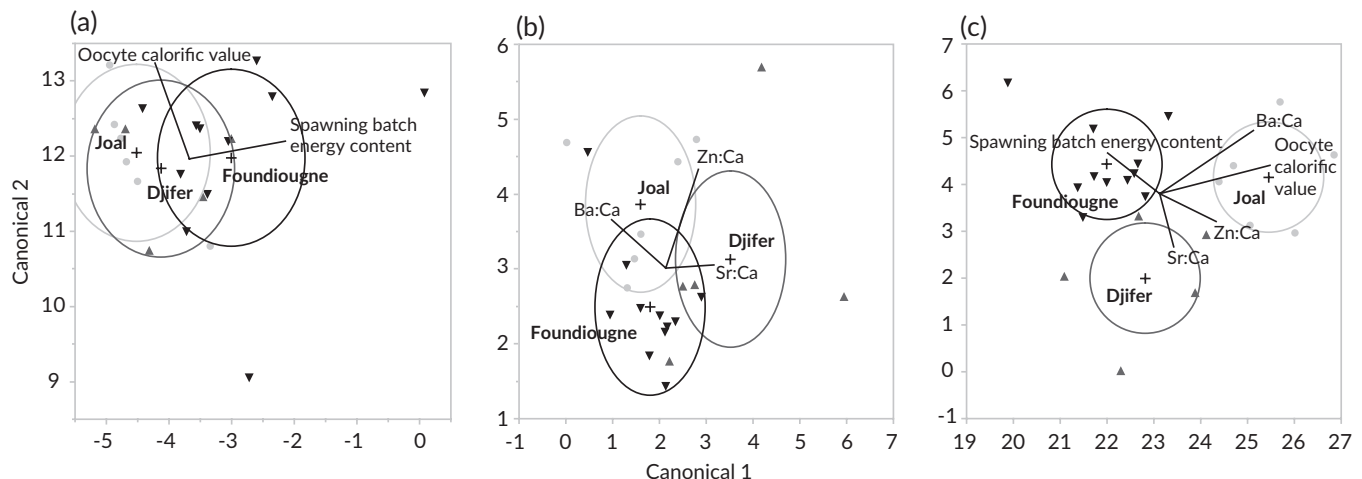 (a)
(b)
(c)
Canonical 2
13
12
11
10
9
-5
-4
-3
-2
-1
0
Oocyte calorific value
Spawning batch
energy content
Joal
Djifer
Foundiougne
6
5
4
3
2
1
-1
0
1
2
3
4
5
6
7
Zn:Ca
Joal
Ba:Ca
Djifer
Sr:Ca
Foundiougne
Canonical 1
7
6
5
4
3
2
1
0
-1
19
20
21
22
23
24
25
26
27
Ba:Ca
Spawning batch energy content
Oocyte
calorific
value
Foundiougne
Joal
Zn:Ca
Sr:Ca
Djifer